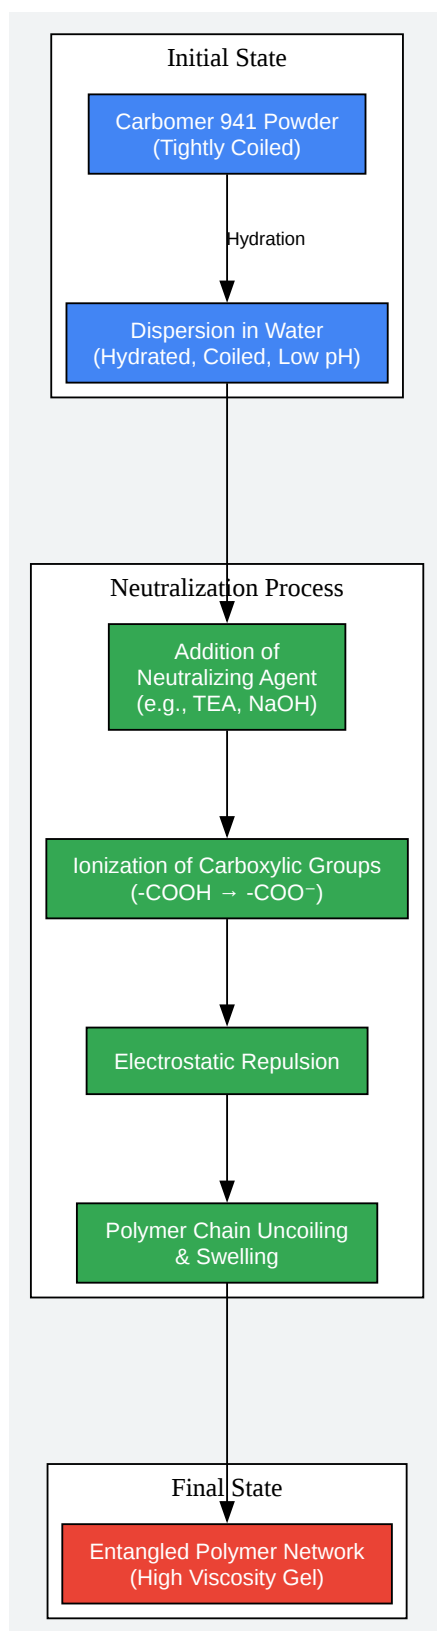 Initial State
Carbomer 941 Powder
(Tightly Coiled)
Hydration
Dispersion in Water
(Hydrated, Coiled, Low pH)
Neutralization Process
Addition of
Neutralizing Agent
(e.g., TEA, NaOH)
Ionization of Carboxylic Groups
(-COOH → -COO⁻)
Electrostatic Repulsion
Polymer Chain Uncoiling
& Swelling
Final State
Entangled Polymer Network
(High Viscosity Gel)